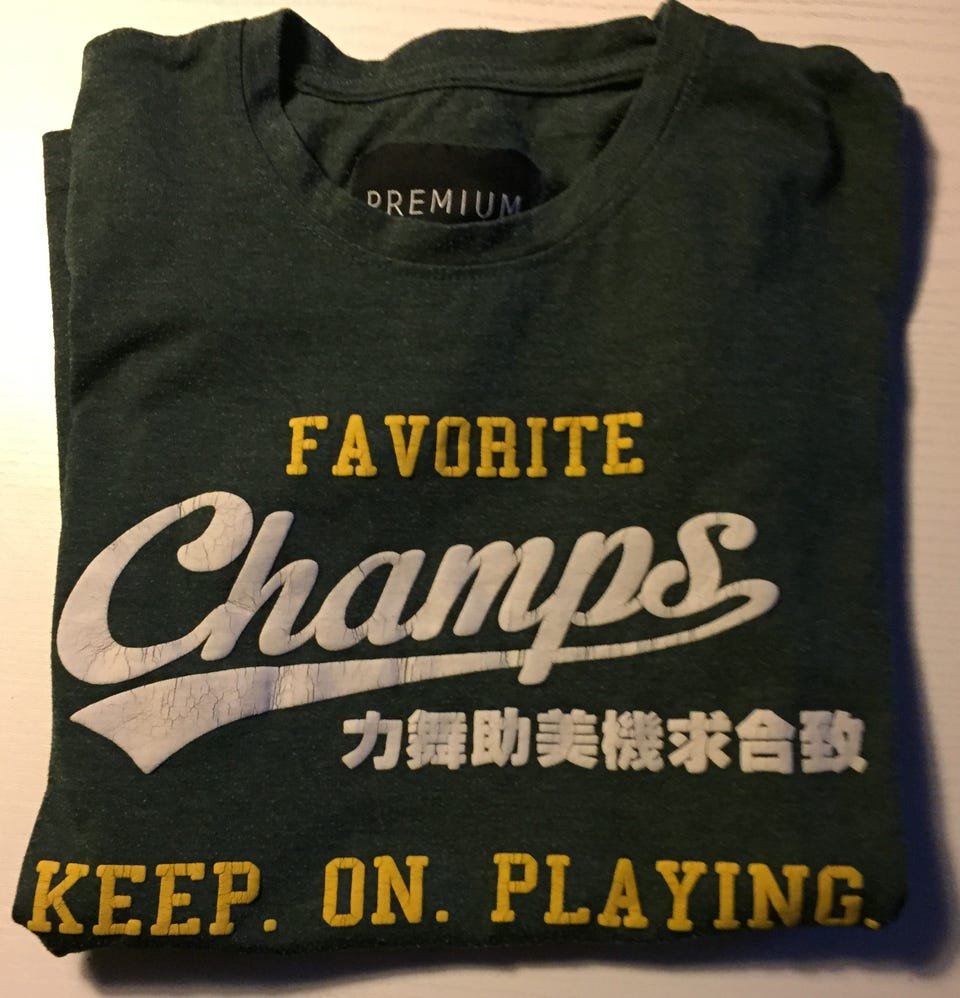 PREMIUM
FAVORITE
Champs
力舞助美機求合致
KEEP. ON. PLAYING.